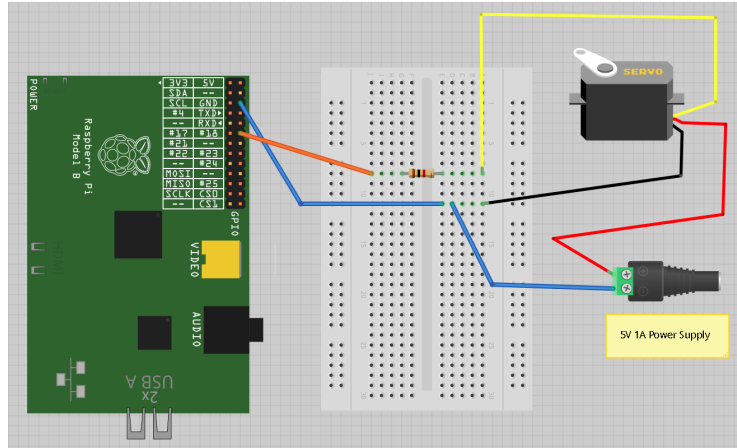 POWER
3V3 5V
SDA --
SCL GND
#4 TXD
-- RXD
#17 #18
#21 --
#22 #23
-- #24
MOSI --
MISO #25
SCLK CS0
-- CS1
GPIO
Raspberry Pi
Model B
HDMI
VIDEO
AUDIO
USB A
2x
SERVO
5V 1A Power Supply